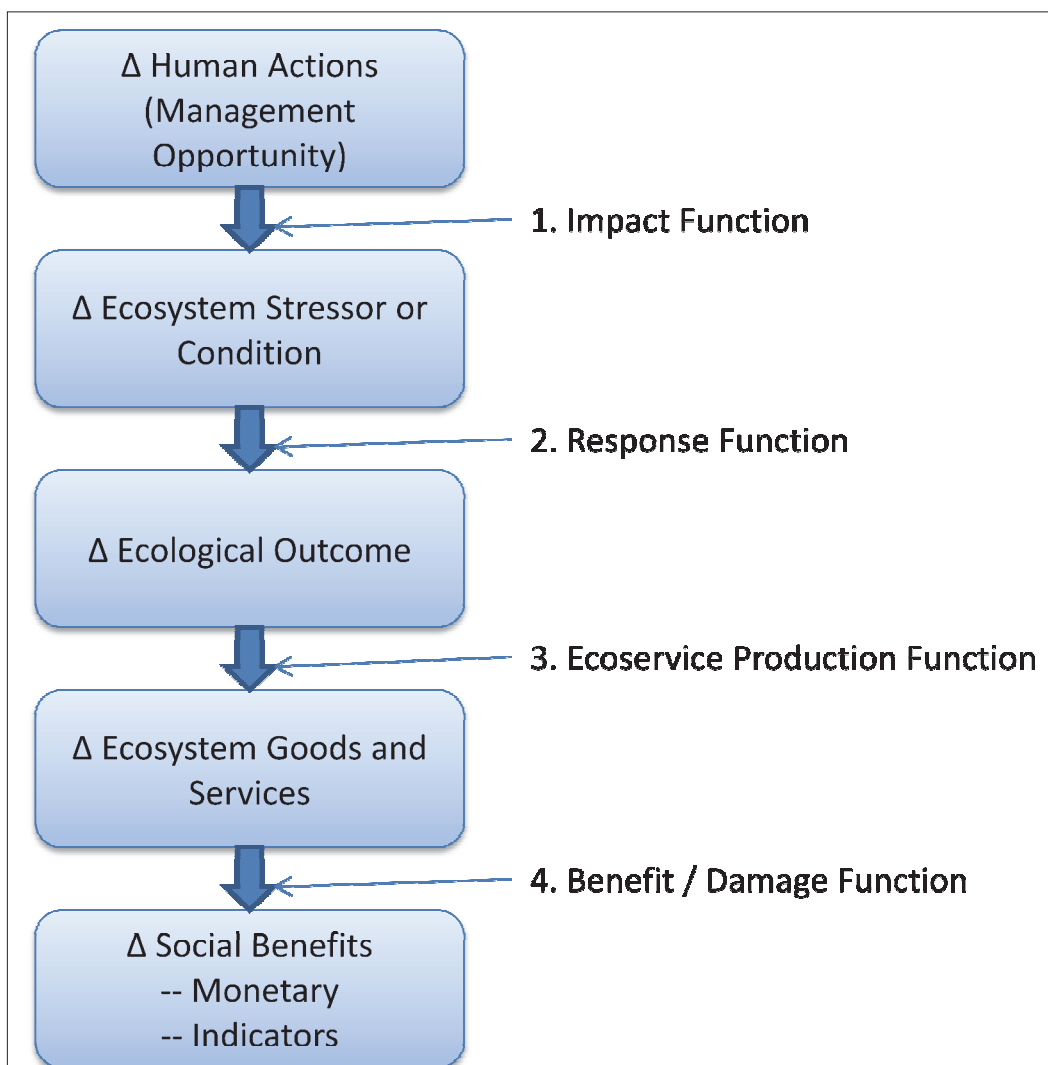 Δ Human Actions
(Management
Opportunity)
1. Impact Function
Δ Ecosystem Stressor or
Condition
2. Response Function
Δ Ecological Outcome
3. Ecoservice Production Function
Δ Ecosystem Goods and
Services
4. Benefit / Damage Function
Δ Social Benefits
-- Monetary
-- Indicators